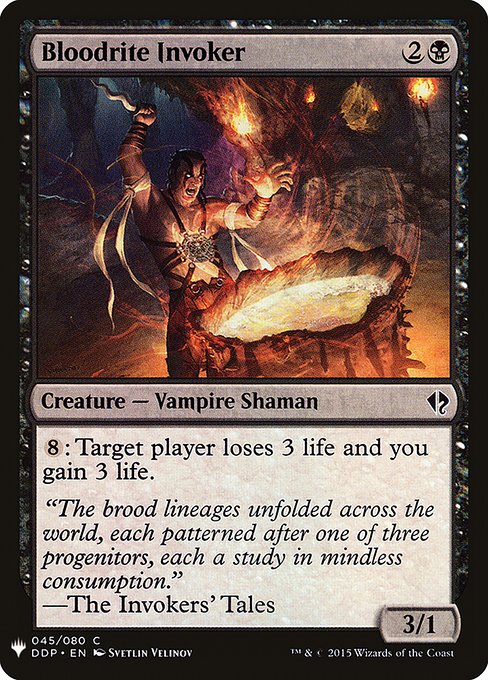 Bloodrite Invoker 2
Creature — Vampire Shaman
8: Target player loses 3 life and you
gain 3 life.
“The brood lineages unfolded across the
world, each patterned after one of three
progenitors, each a study in mindless
consumption.”
—The Invokers’ Tales
3/1
045/080 C
DDP • EN Svetlin Velinov
™ & © 2015 Wizards of the Coast